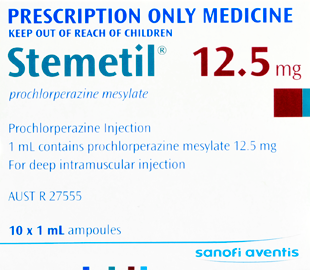 PRESCRIPTION ONLY MEDICINE
KEEP OUT OF REACH OF CHILDREN
Stemetil® 12.5 mg
prochlorperazine mesylate
Prochlorperazine Injection
1 mL contains prochlorperazine mesylate 12.5 mg
For deep intramuscular injection
AUST R 27555
10 x 1 mL ampoules
sanofi aventis